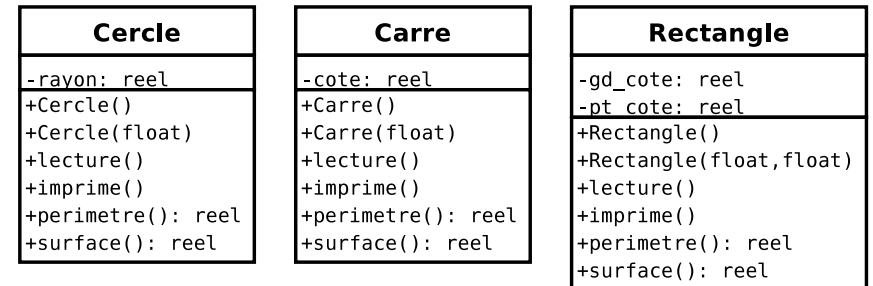 Cercle
-rayon: reel
+Cercle()
+Cercle(float)
+lecture()
+imprime()
+perimetre(): reel
+surface(): reel
Carre
-cote: reel
+Carre()
+Carre(float)
+lecture()
+imprime()
+perimetre(): reel
+surface(): reel
Rectangle
-gd_cote: reel
-pt_cote: reel
+Rectangle()
+Rectangle(float,float)
+lecture()
+imprime()
+perimetre(): reel
+surface(): reel